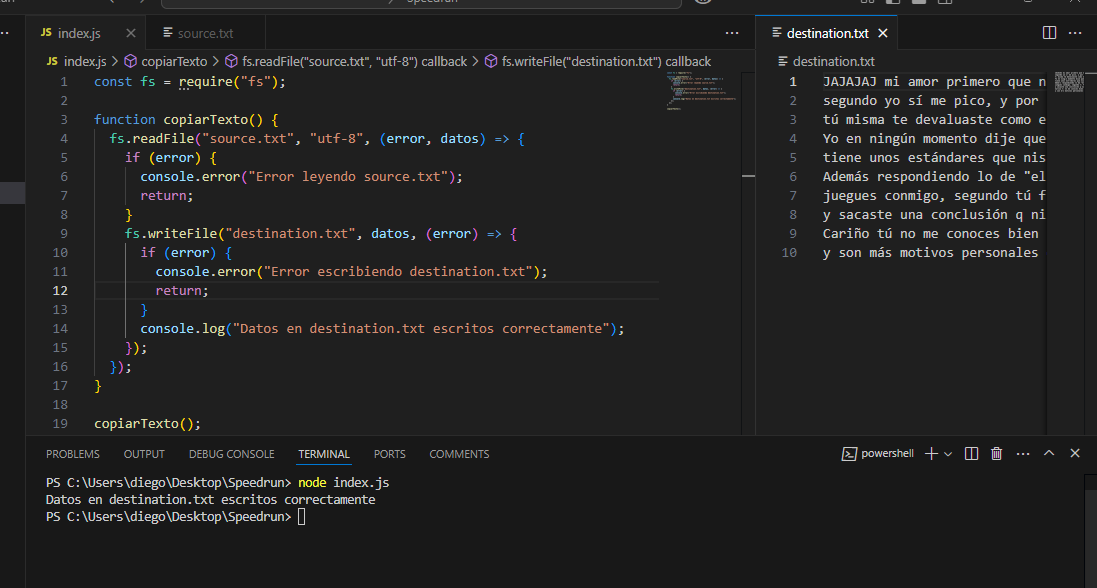 Speedrun
JS index.js
source.txt
JS index.js > copiarTexto > fs.readFile("source.txt", "utf-8") callback > fs.writeFile("destination.txt") callback
1 const fs = require("fs");
2
3 function copiarTexto() {
4 fs.readFile("source.txt", "utf-8", (error, datos) => {
5 if (error) {
6 console.error("Error leyendo source.txt");
7 return;
8 }
9 fs.writeFile("destination.txt", datos, (error) => {
10 if (error) {
11 console.error("Error escribiendo destination.txt");
12 return;
13 }
14 console.log("Datos en destination.txt escritos correctamente");
15 });
16 });
17 }
18
19 copiarTexto();
destination.txt
destination.txt
1 JAJAJAJ mi amor primero que n
2 segundo yo sí me pico, y por
3 tú misma te devaluaste como e
4 Yo en ningún momento dije que
5 tiene unos estándares que nis
6 Además respondiendo lo de "el
7 juegues conmigo, segundo tú f
8 y sacaste una conclusión q ni
9 Cariño tú no me conoces bien
10 y son más motivos personales
PROBLEMS OUTPUT DEBUG CONSOLE TERMINAL PORTS COMMENTS
powershell
PS C:\Users\diego\Desktop\Speedrun> node index.js
Datos en destination.txt escritos correctamente
PS C:\Users\diego\Desktop\Speedrun>